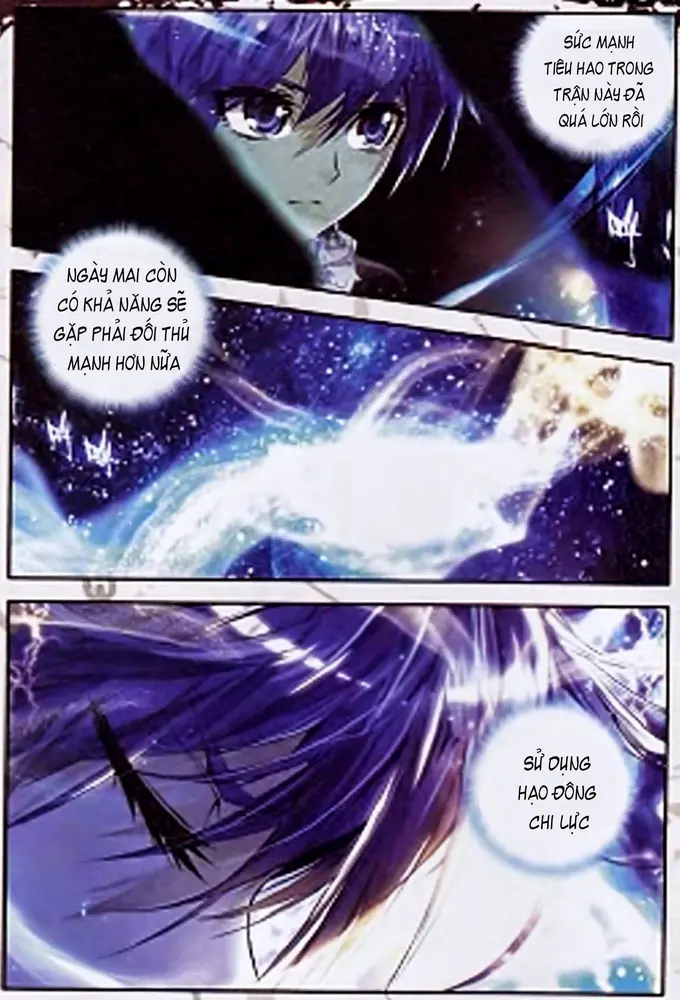 SỨC MẠNH
TIÊU HAO TRONG
TRẬN NÀY ĐÃ
QUÁ LỚN RỒI
NGÀY MAI CÒN
CÓ KHẢ NĂNG SẼ
GẶP PHẢI ĐỐI THỦ
MẠNH HƠN NỮA
SỬ DỤNG
HẠO ĐÔNG
CHI LỰC